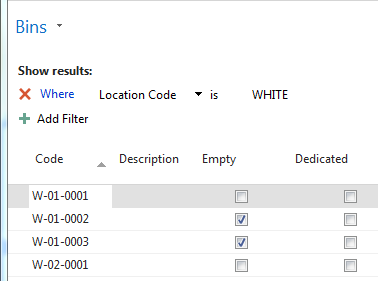 Bins
Show results:
Where Location Code is WHITE
Add Filter
Code Description Empty Dedicated
W-01-0001
W-01-0002
W-01-0003
W-02-0001